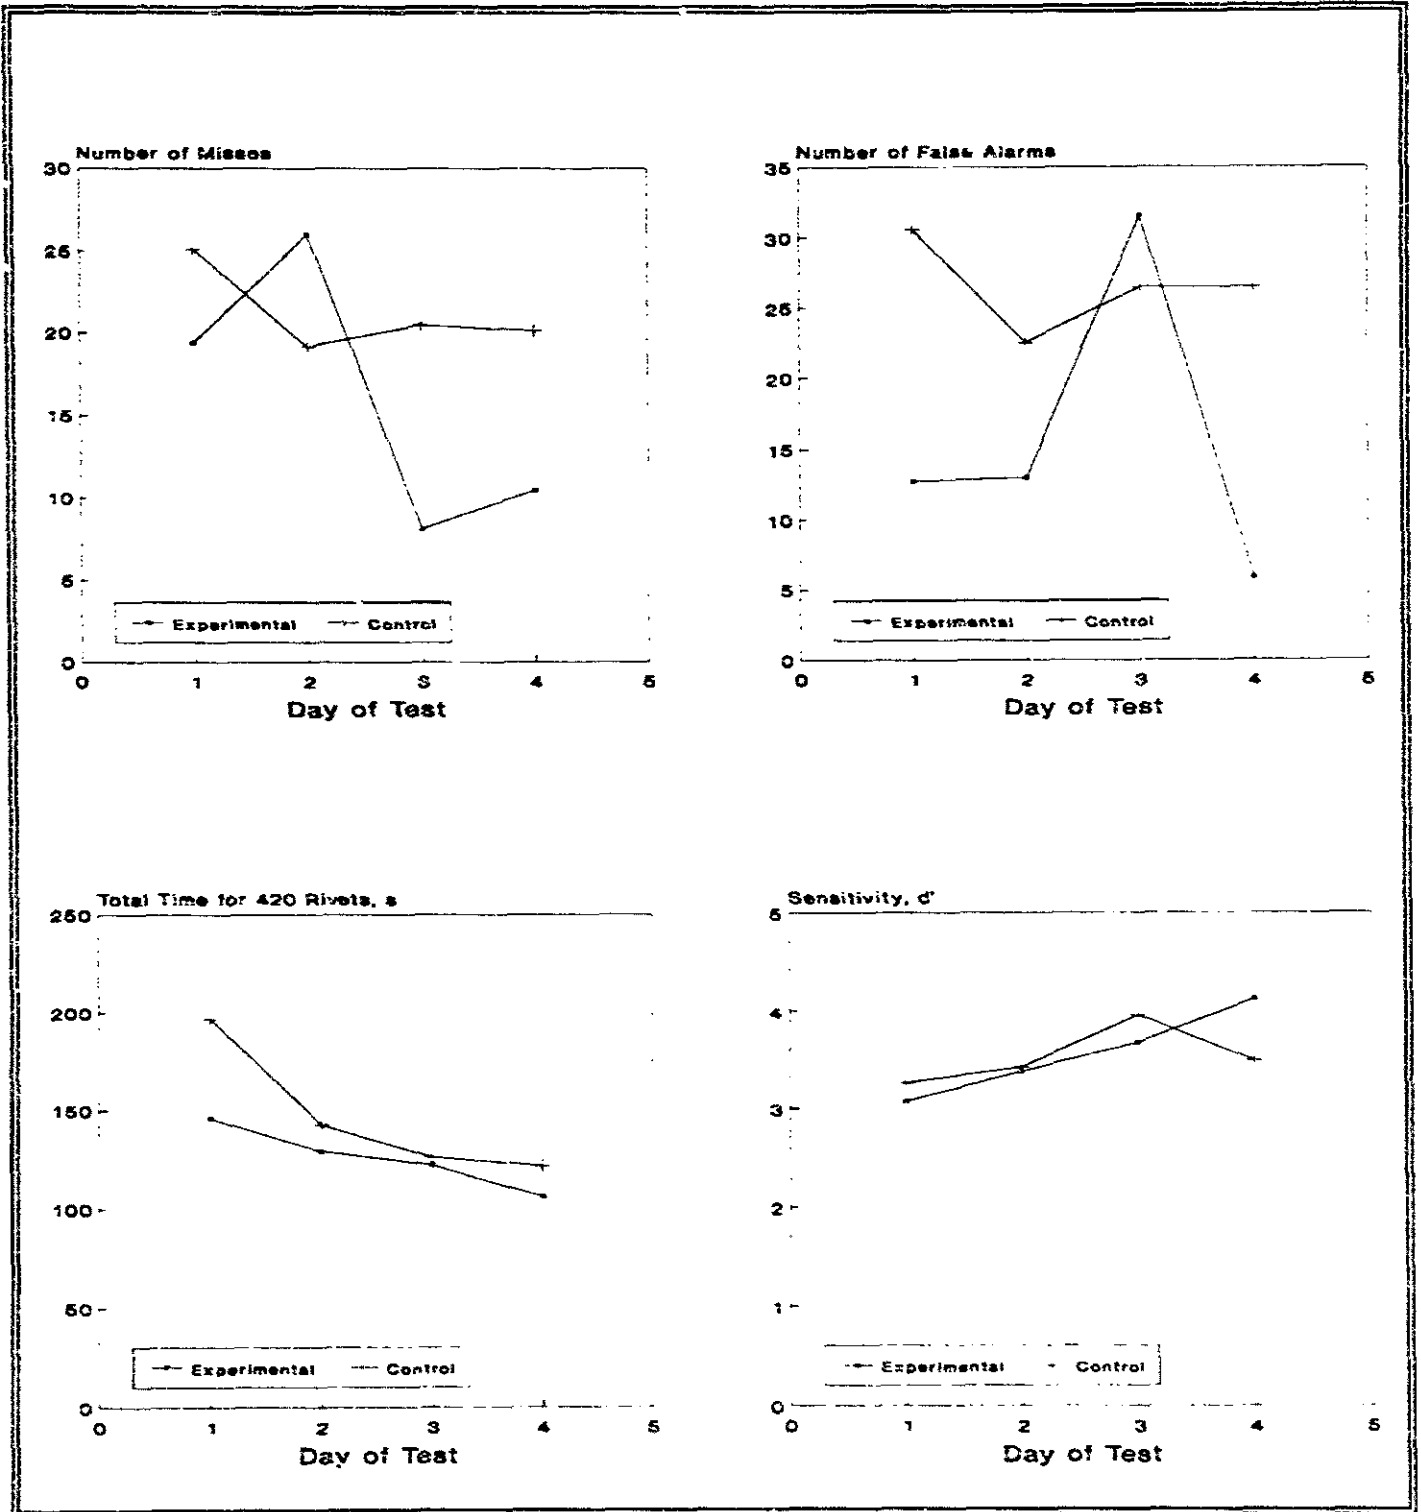 Number of Misses
30
25
20
15
10
5
0
Experimental Control
0 1 2 3 4 5
Day of Test
Number of False Alarms
35
30
25
20
15
10
5
0
Experimental Control
0 1 2 3 4 5
Day of Test
Total Time for 420 Rivets, s
250
200
150
100
50
0
Experimental Control
0 1 2 3 4 5
Day of Test
Sensitivity, d'
5
4
3
2
1
0
Experimental Control
0 1 2 3 4 5
Day of Test